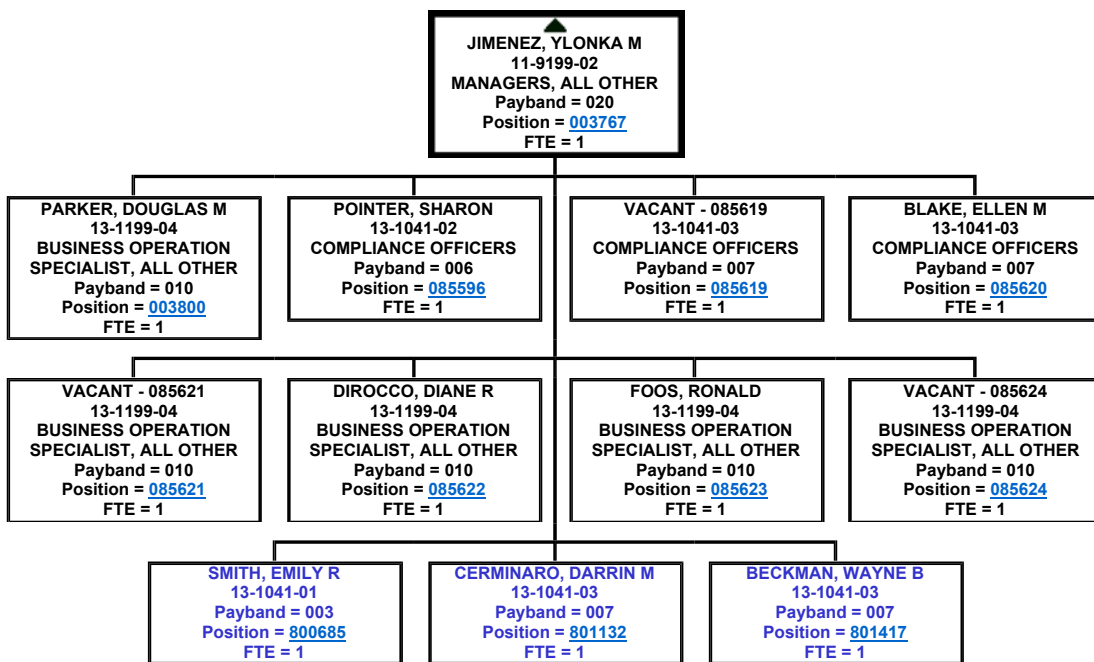 JIMENEZ, YLONKA M
11-9199-02
MANAGERS, ALL OTHER
Payband = 020
Position = 003767
FTE = 1
PARKER, DOUGLAS M
13-1199-04
BUSINESS OPERATION
SPECIALIST, ALL OTHER
Payband = 010
Position = 003800
FTE = 1
POINTER, SHARON
13-1041-02
COMPLIANCE OFFICERS
Payband = 006
Position = 085596
FTE = 1
VACANT - 085619
13-1041-03
COMPLIANCE OFFICERS
Payband = 007
Position = 085619
FTE = 1
BLAKE, ELLEN M
13-1041-03
COMPLIANCE OFFICERS
Payband = 007
Position = 085620
FTE = 1
VACANT - 085621
13-1199-04
BUSINESS OPERATION
SPECIALIST, ALL OTHER
Payband = 010
Position = 085621
FTE = 1
DIROCCO, DIANE R
13-1199-04
BUSINESS OPERATION
SPECIALIST, ALL OTHER
Payband = 010
Position = 085622
FTE = 1
FOOS, RONALD
13-1199-04
BUSINESS OPERATION
SPECIALIST, ALL OTHER
Payband = 010
Position = 085623
FTE = 1
VACANT - 085624
13-1199-04
BUSINESS OPERATION
SPECIALIST, ALL OTHER
Payband = 010
Position = 085624
FTE = 1
SMITH, EMILY R
13-1041-01
Payband = 003
Position = 800685
FTE = 1
CERMINARO, DARRIN M
13-1041-03
Payband = 007
Position = 801132
FTE = 1
BECKMAN, WAYNE B
13-1041-03
Payband = 007
Position = 801417
FTE = 1